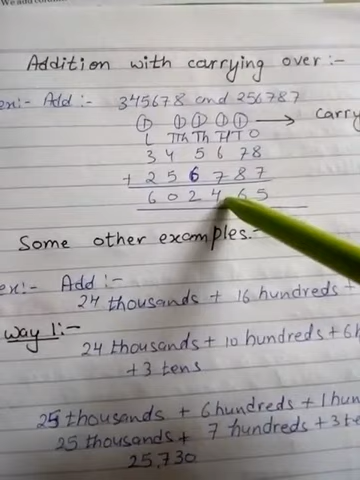 Addition with carrying over:-
ex:- Add :- 345678 and 256787
① ① ① ① ① → Carry
L TTh Th H T O
3 4 5 6 7 8
+ 2 5 6 7 8 7
6 0 2 4 6 5
Some other examples:-
ex:- Add :-
24 thousands + 16 hundreds +
way 1:-
24 thousands + 10 hundreds + 6h
+ 3 tens
25 thousands + 6 hundreds + 1 hun
25 thousands + 7 hundreds + 3 te
25,730